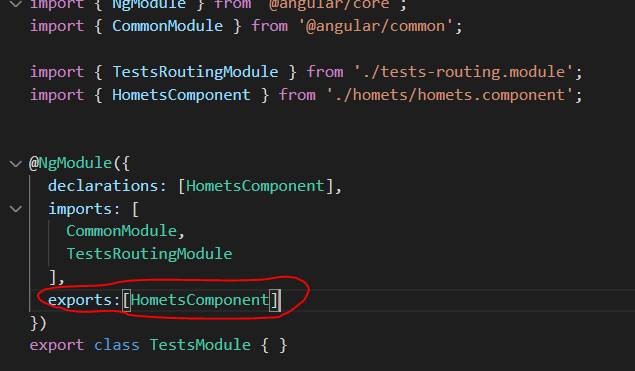 import { NgModule } from '@angular/core';
import { CommonModule } from '@angular/common';
import { TestsRoutingModule } from './tests-routing.module';
import { HometsComponent } from './homets/homets.component';
@NgModule({
declarations: [HometsComponent],
imports: [
CommonModule,
TestsRoutingModule
],
exports:[HometsComponent]
})
export class TestsModule { }